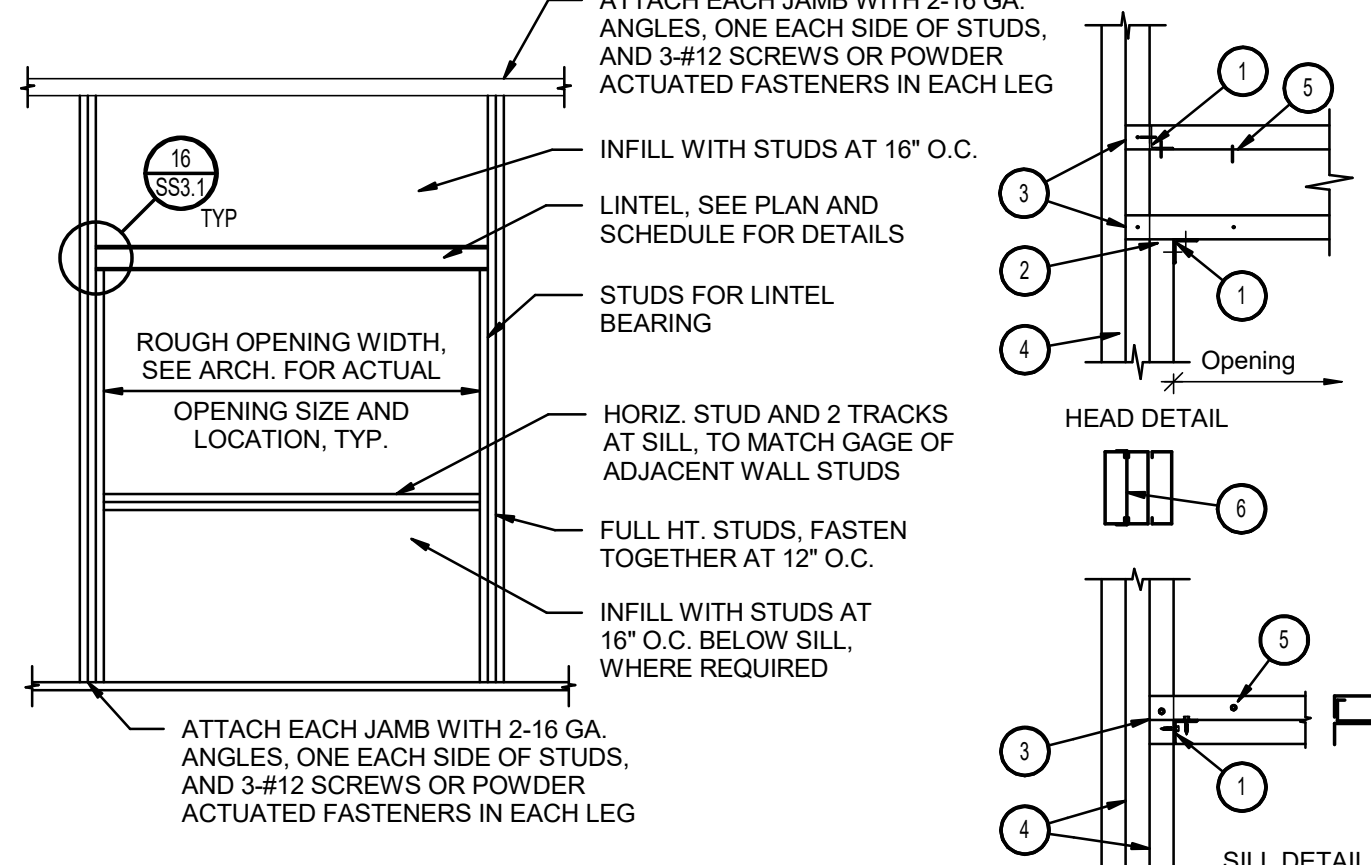 ATTACH EACH JAMB WITH 2-16 GA.
ANGLES, ONE EACH SIDE OF STUDS,
AND 3-#12 SCREWS OR POWDER
ACTUATED FASTENERS IN EACH LEG
16
SS3.1
TYP
INFILL WITH STUDS AT 16" O.C.
LINTEL, SEE PLAN AND
SCHEDULE FOR DETAILS
STUDS FOR LINTEL
BEARING
ROUGH OPENING WIDTH,
SEE ARCH. FOR ACTUAL
OPENING SIZE AND
LOCATION, TYP.
HORIZ. STUD AND 2 TRACKS
AT SILL, TO MATCH GAGE OF
ADJACENT WALL STUDS
FULL HT. STUDS, FASTEN
TOGETHER AT 12" O.C.
INFILL WITH STUDS AT
16" O.C. BELOW SILL,
WHERE REQUIRED
ATTACH EACH JAMB WITH 2-16 GA.
ANGLES, ONE EACH SIDE OF STUDS,
AND 3-#12 SCREWS OR POWDER
ACTUATED FASTENERS IN EACH LEG
1
5
3
2
1
4
Opening
HEAD DETAIL
6
5
3
1
4
SILL DETAIL